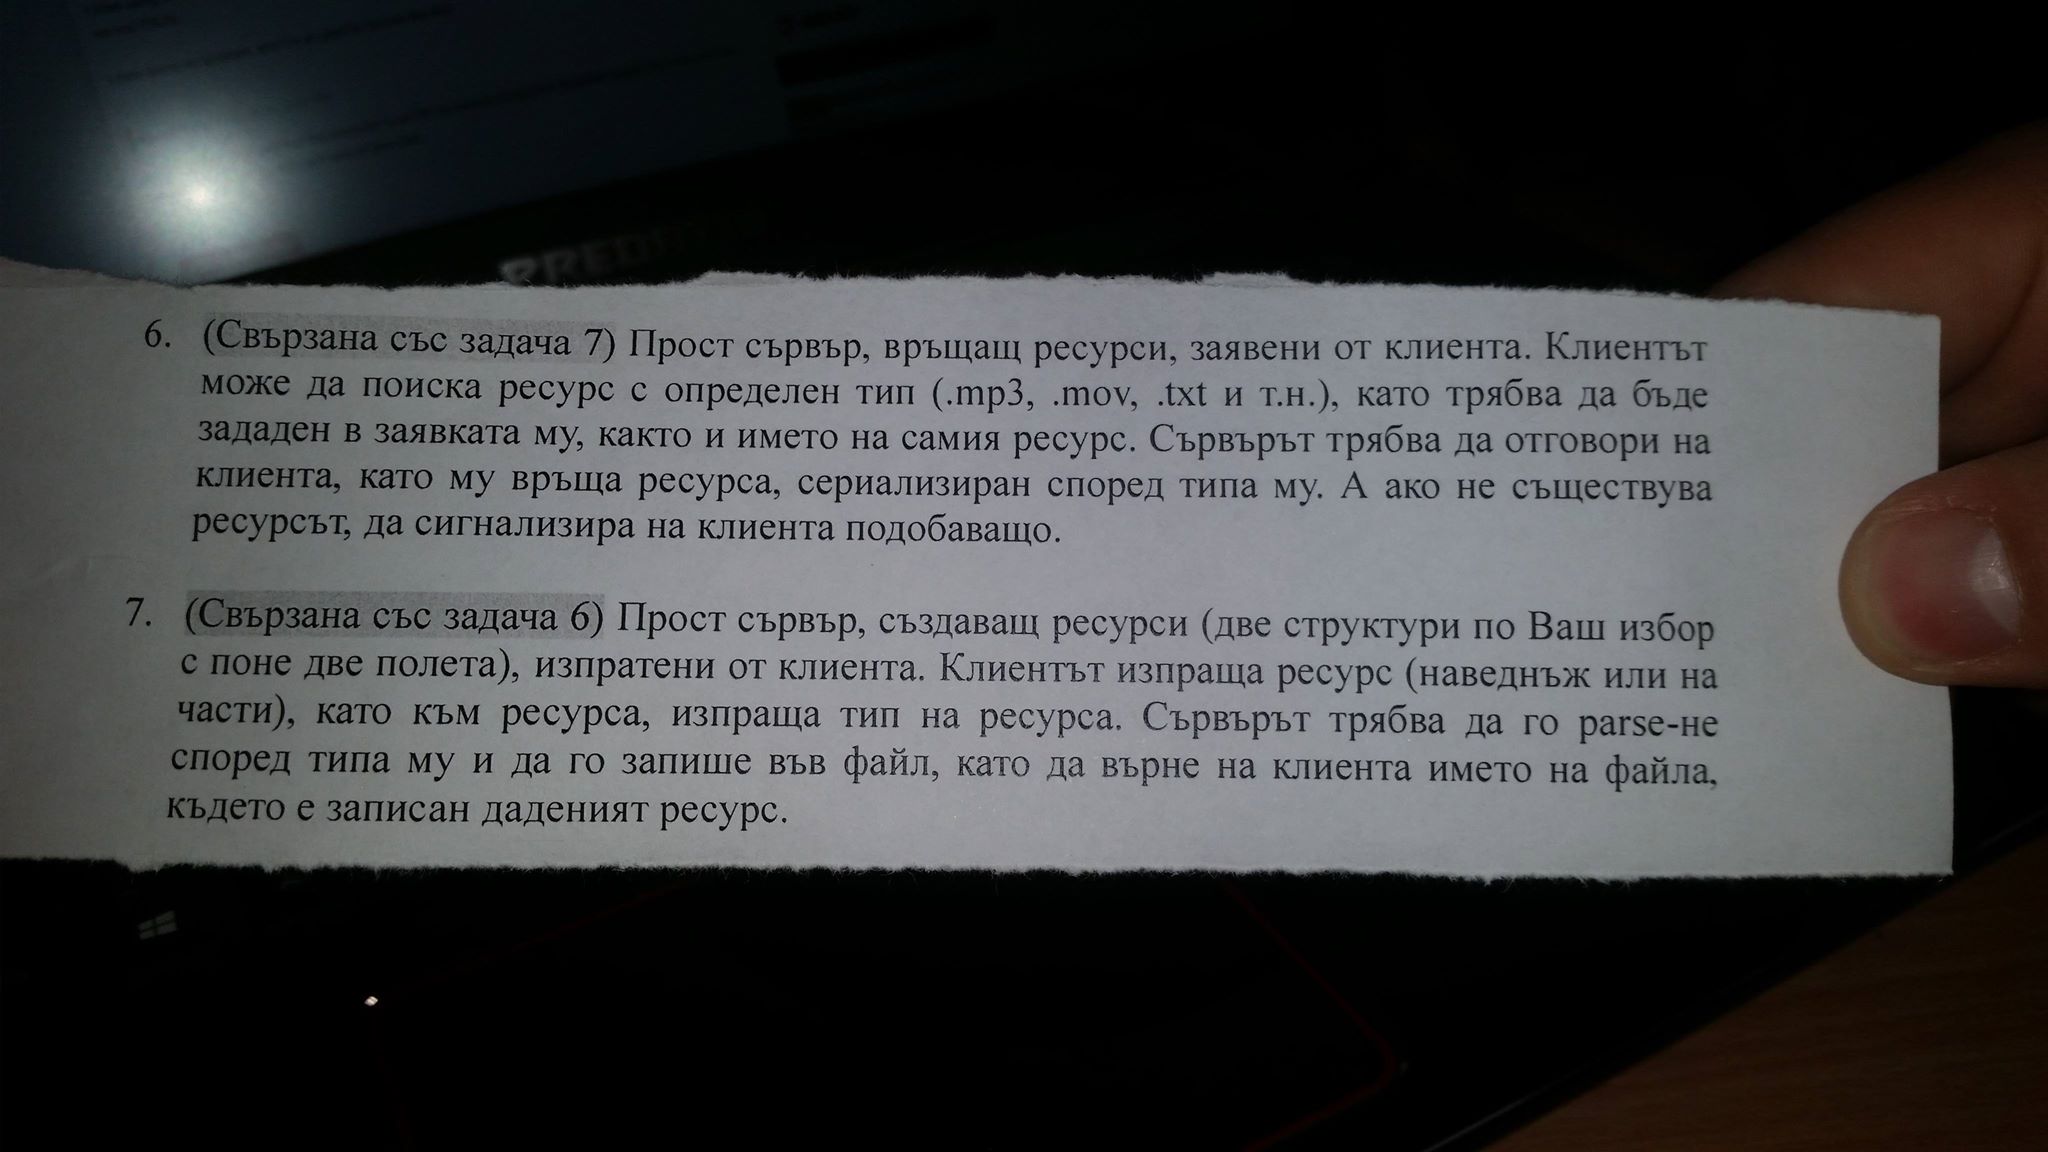 6. (Свързана със задача 7) Прост сървър, връщащ ресурси, заявени от клиента. Клиентът
може да поиска ресурс с определен тип (.mp3, .mov, .txt и т.н.), като трябва да бъде
зададен в заявката му, както и името на самия ресурс. Сървърът трябва да отговори на
клиента, като му връща ресурса, сериализиран според типа му. А ако не съществува
ресурсът, да сигнализира на клиента подобаващо.
7. (Свързана със задача 6) Прост сървър, създаващ ресурси (две структури по Ваш избор
с поне две полета), изпратени от клиента. Клиентът изпраща ресурс (наведнъж или на
части), като към ресурса, изпраща тип на ресурса. Сървърът трябва да го parse-не
според типа му и да го запише във файл, като да върне на клиента името на файла,
където е записан даденият ресурс.